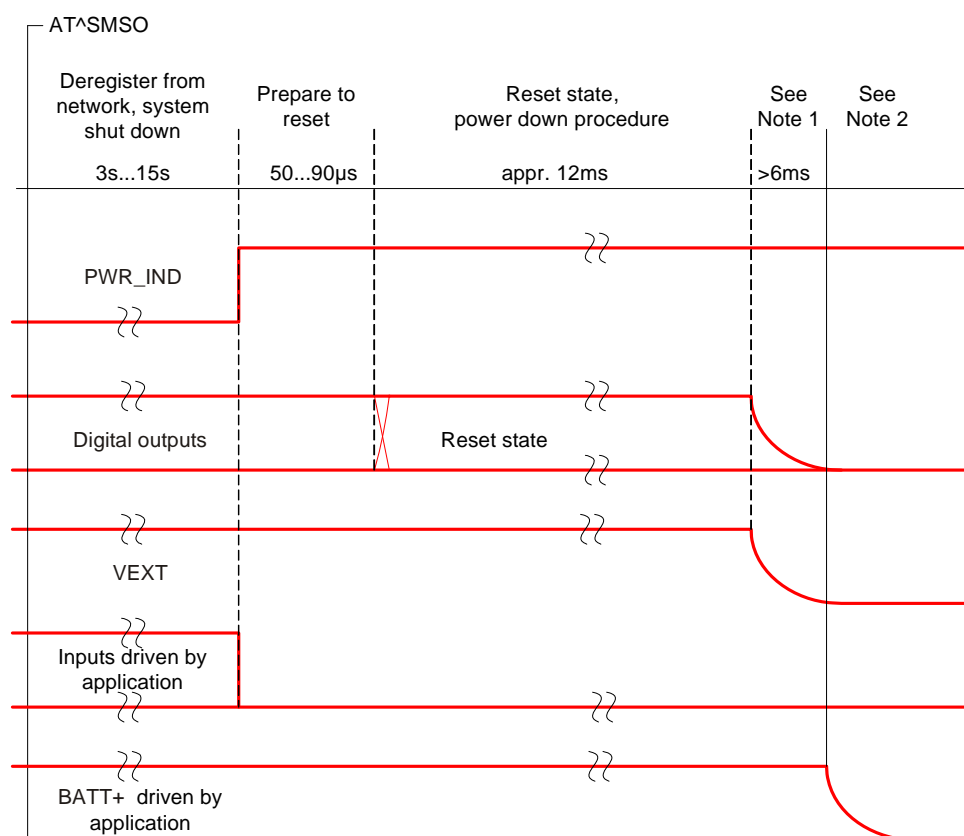 AT^SMSO
Deregister from
network, system
shut down
Prepare to
reset
Reset state,
power down procedure
See
Note 1
See
Note 2
3s...15s
50...90µs
appr. 12ms
>6ms
PWR_IND
Digital outputs
Reset state
VEXT
Inputs driven by
application
BATT+ driven by
application